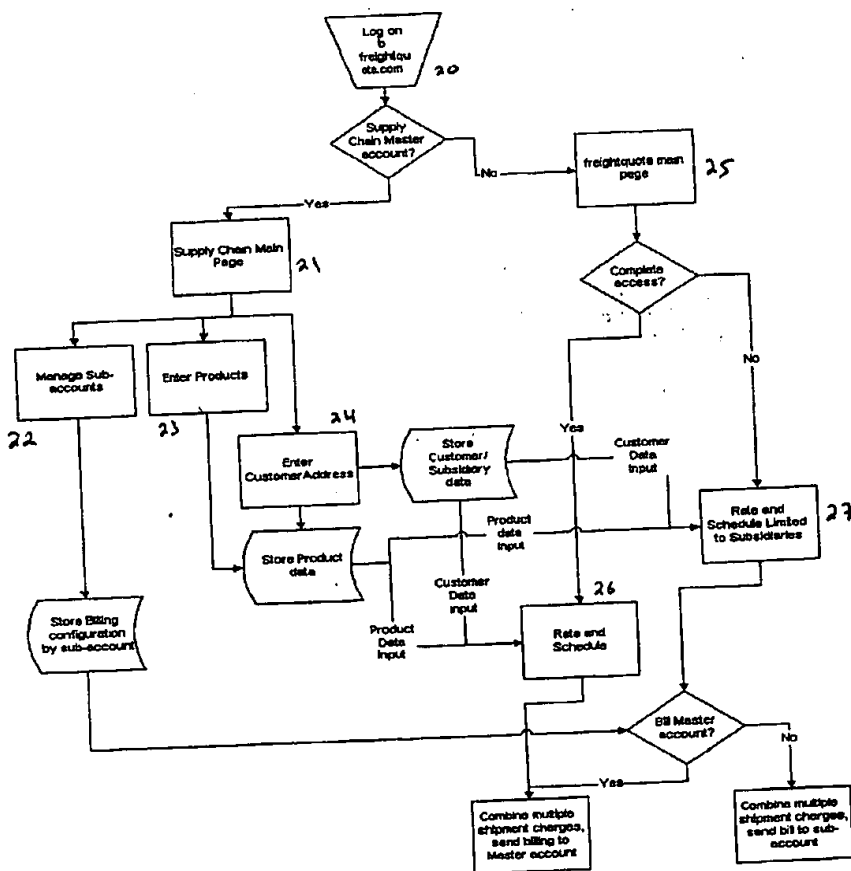 Log on
to
freightqu
ote.com
20
Supply
Chain Master
account?
No
freightquote main
page
25
Yes
Supply Chain Main
Page
21
Complete
access?
No
Manage Sub-
accounts
22
Enter Products
23
24
Enter
Customer Address
Store
Customer/
Subsidiary
data
Yes
Customer
Data Input
Rate and
Schedule Limited
to Subsidiaries
27
Store Product
data
Product
data
Input
Customer
Data
Input
Product
Data
Input
26
Rate and
Schedule
Store Billing
configuration
by sub-account
Bill Master
account?
No
Yes
Combine multiple
shipment charges,
send billing to
Master account
Combine multiple
shipment charges,
send bill to sub-
account